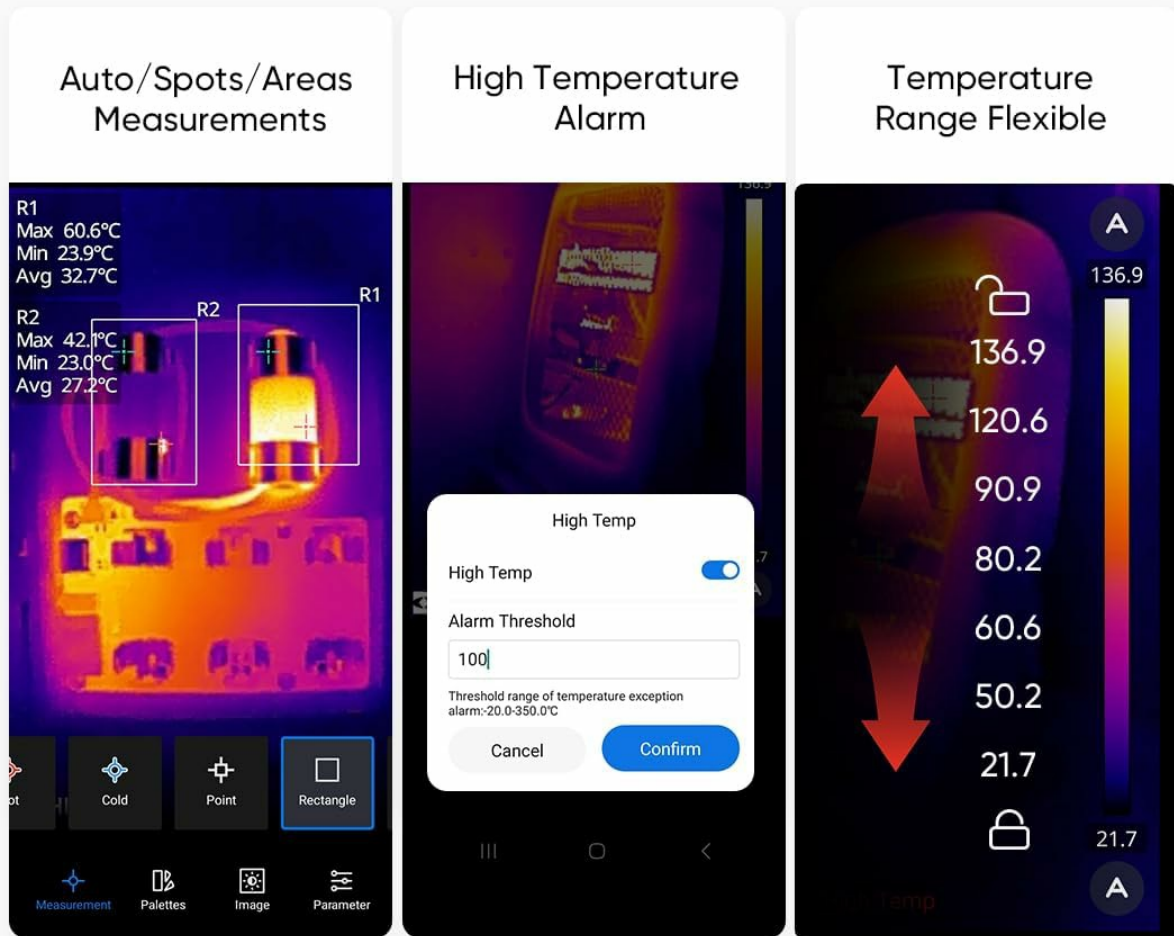 Auto/Spots/Areas
Measurements
R1
Max 60.6°C
Min 23.9°C
Avg 32.7°C
R2
Max 42.1°C
Min 23.0°C
Avg 27.2°C
R2
R1
Cold
Point
Rectangle
Measurement
Palettes
Image
Parameter
High Temperature
Alarm
136.9
High Temp
High Temp
Alarm Threshold
100
Threshold range of temperature exception
alarm:-20.0-350.0°C
Cancel
Confirm
Temperature
Range Flexible
A
136.9
136.9
120.6
90.9
80.2
60.6
50.2
21.7
21.7
A
Temp